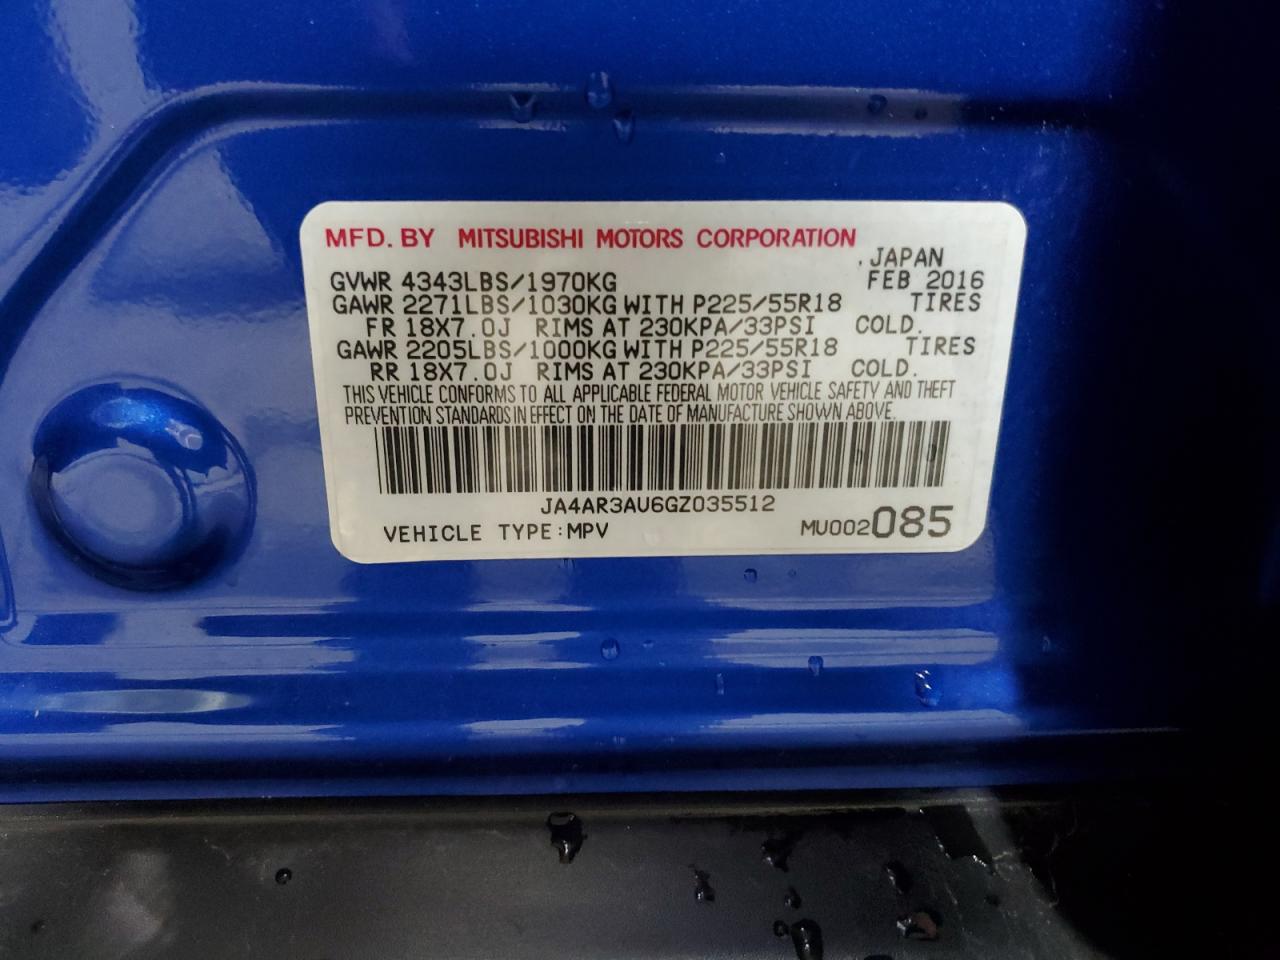 MFD. BY MITSUBISHI MOTORS CORPORATION
JAPAN
GVWR 4343LBS/1970KG FEB 2016
GAWR 2271LBS/1030KG WITH P225/55R18 TIRES
FR 18X7.0J RIMS AT 230KPA/33PSI COLD.
GAWR 2205LBS/1000KG WITH P225/55R18 TIRES
RR 18X7.0J RIMS AT 230KPA/33PSI COLD.
THIS VEHICLE CONFORMS TO ALL APPLICABLE FEDERAL MOTOR VEHICLE SAFETY AND THEFT
PREVENTION STANDARDS IN EFFECT ON THE DATE OF MANUFACTURE SHOWN ABOVE.
JA4AR3AU6GZ035512
VEHICLE TYPE:MPV MU002085